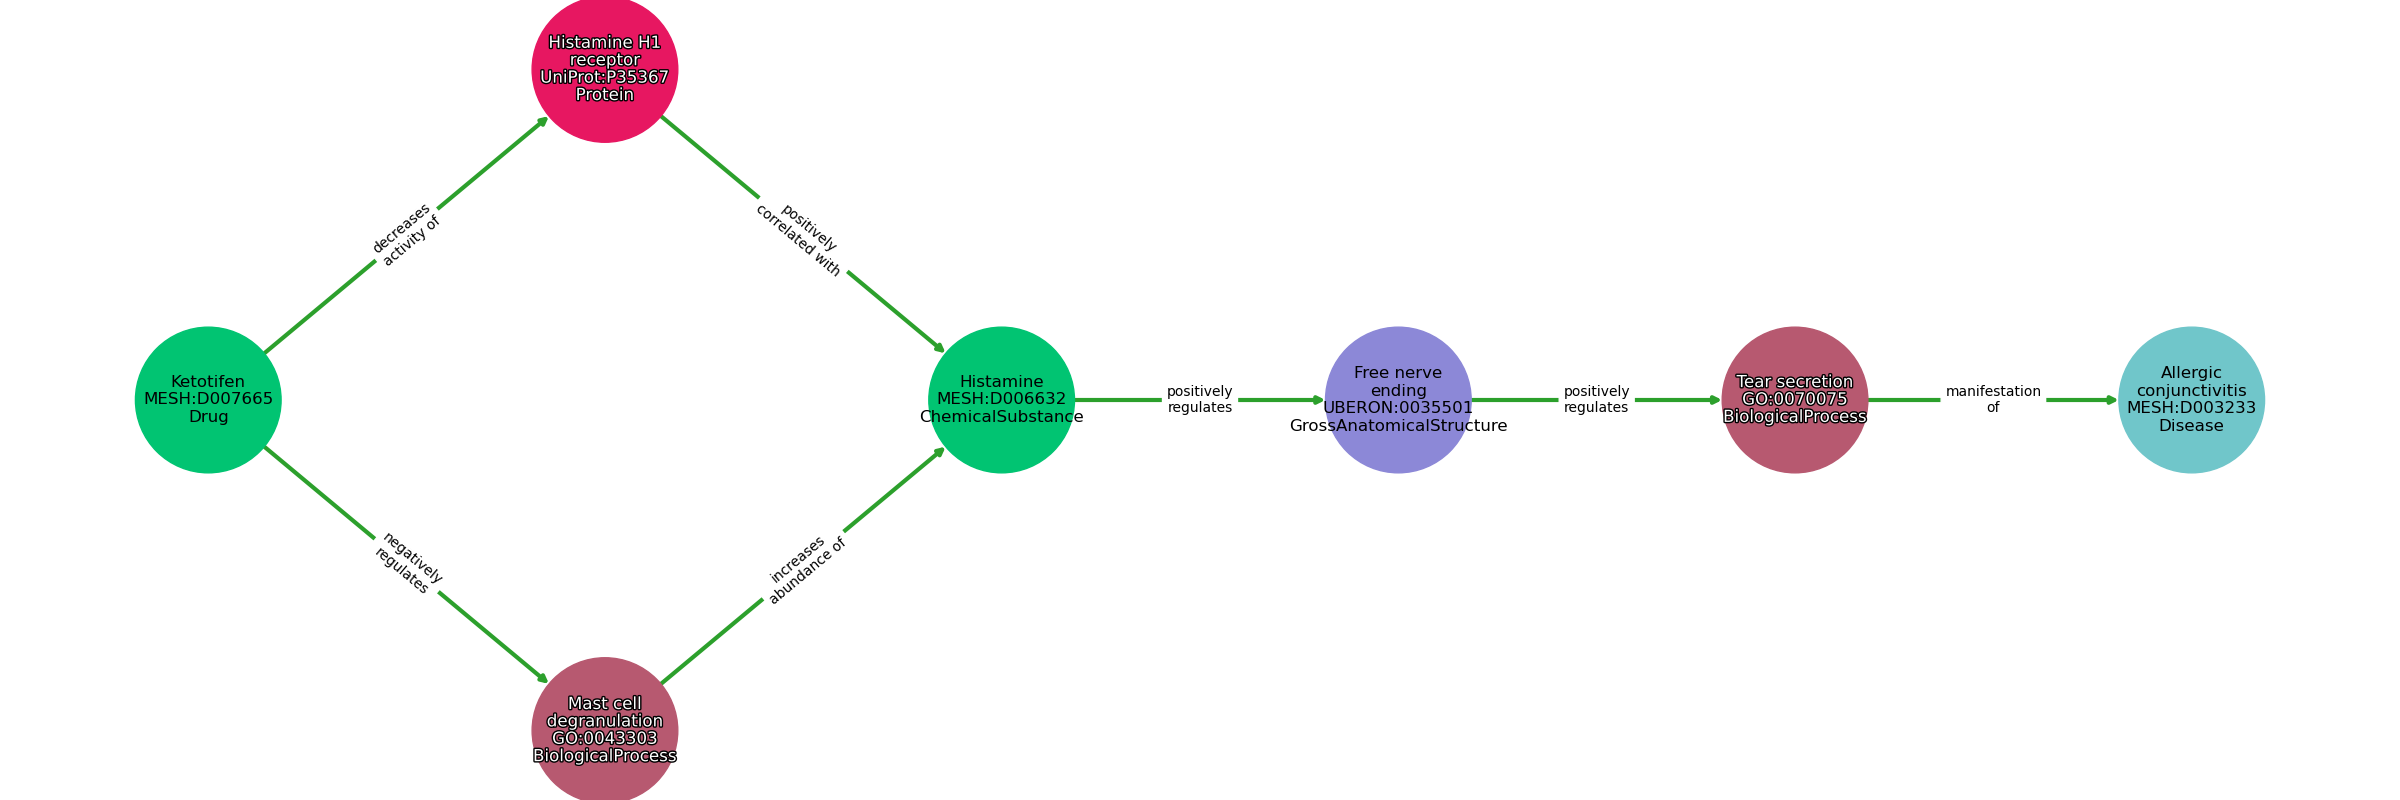 Histamine H1
receptor
UniProt:P35367
Protein
decreases
activity of
positively
correlated with
Ketotifen
MESH:D007665
Drug
Histamine
MESH:D006632
ChemicalSubstance
positively
regulates
Free nerve
ending
UBERON:0035501
GrossAnatomicalStructure
positively
regulates
Tear secretion
GO:0070075
BiologicalProcess
manifestation
of
Allergic
conjunctivitis
MESH:D003233
Disease
negatively
regulates
increases
abundance of
Mast cell
degranulation
GO:0043303
BiologicalProcess